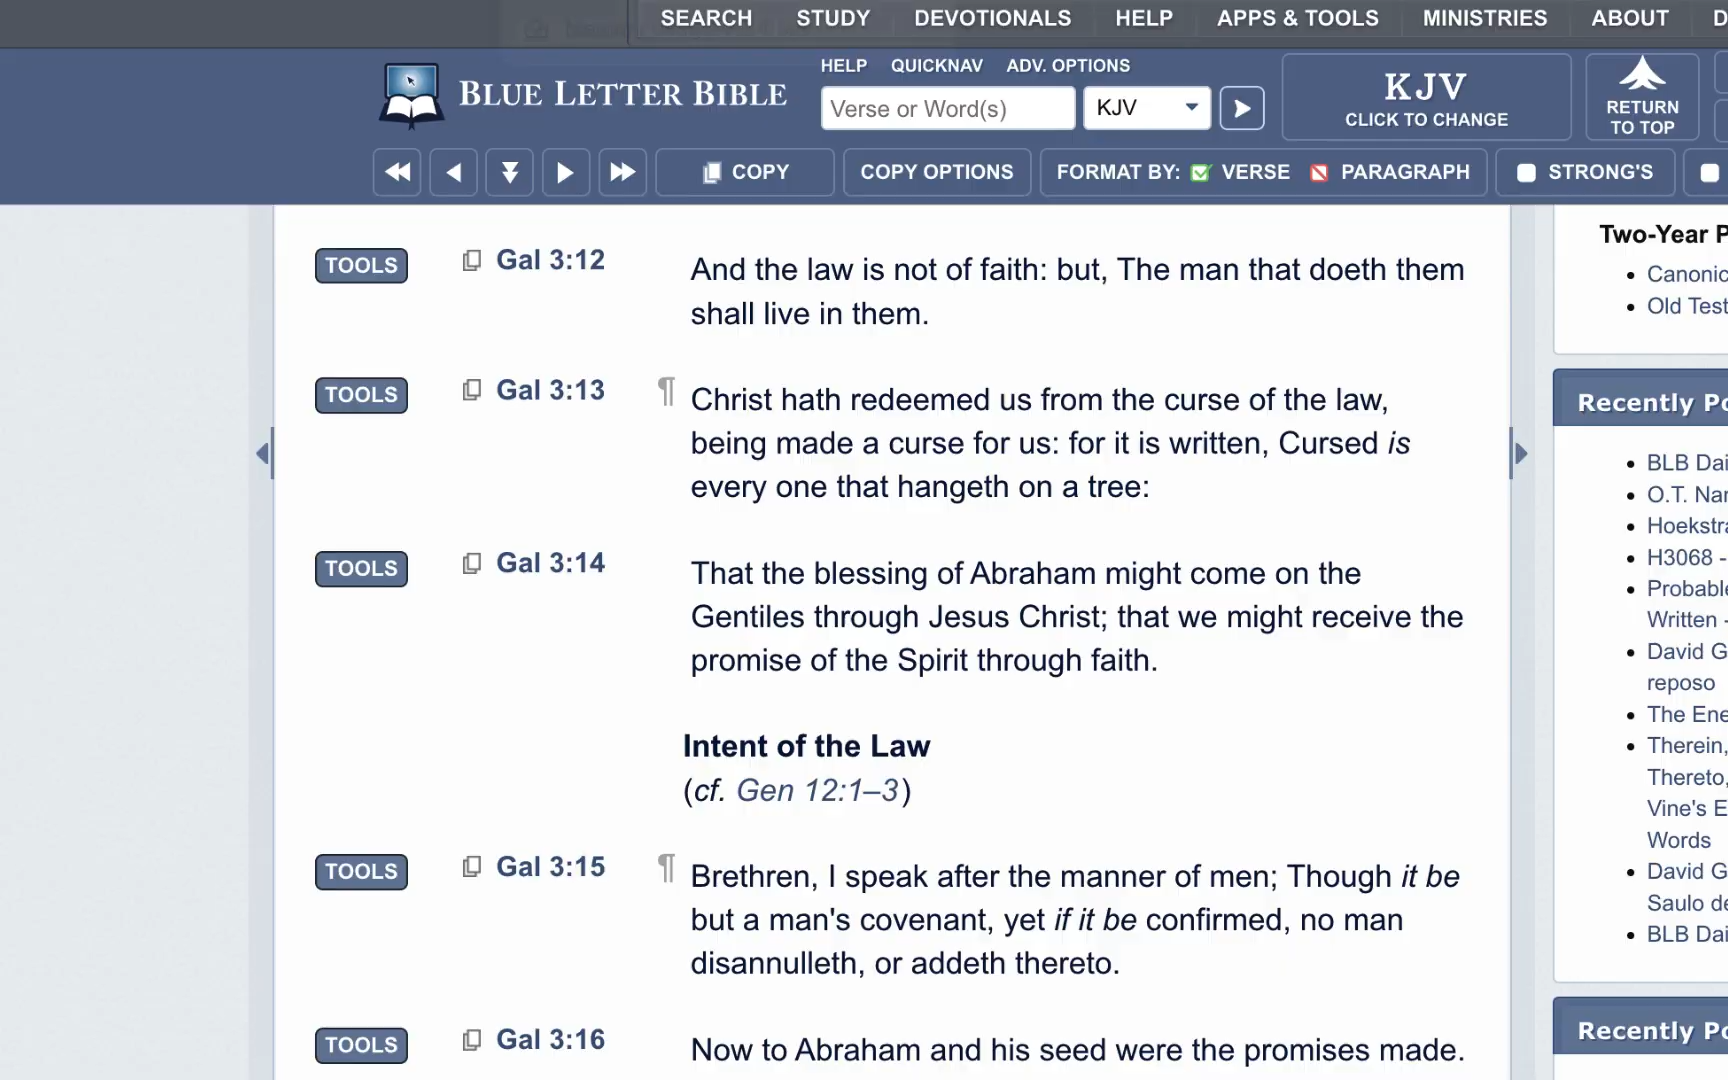 SEARCH STUDY DEVOTIONALS HELP APPS & TOOLS MINISTRIES ABOUT D
BLUE LETTER BIBLE
HELP QUICKNAV ADV. OPTIONS
Verse or Word(s) KJV
KJV
CLICK TO CHANGE
RETURN
TO TOP
COPY COPY OPTIONS FORMAT BY: VERSE PARAGRAPH STRONG'S
TOOLS Gal 3:12 And the law is not of faith: but, The man that doeth them
shall live in them.
TOOLS Gal 3:13 ¶ Christ hath redeemed us from the curse of the law,
being made a curse for us: for it is written, Cursed is
every one that hangeth on a tree:
TOOLS Gal 3:14 That the blessing of Abraham might come on the
Gentiles through Jesus Christ; that we might receive the
promise of the Spirit through faith.
Intent of the Law
(cf. Gen 12:1–3)
TOOLS Gal 3:15 ¶ Brethren, I speak after the manner of men; Though it be
but a man's covenant, yet if it be confirmed, no man
disannulleth, or addeth thereto.
TOOLS Gal 3:16 Now to Abraham and his seed were the promises made.
Two-Year P
Canonic
Old Test
Recently Po
BLB Dai
O.T. Nar
Hoekstra
H3068 -
Probable
Written -
David G
reposo
The Ene
Therein,
Thereto,
Vine's E
Words
David G
Saulo de
BLB Dai
Recently Po